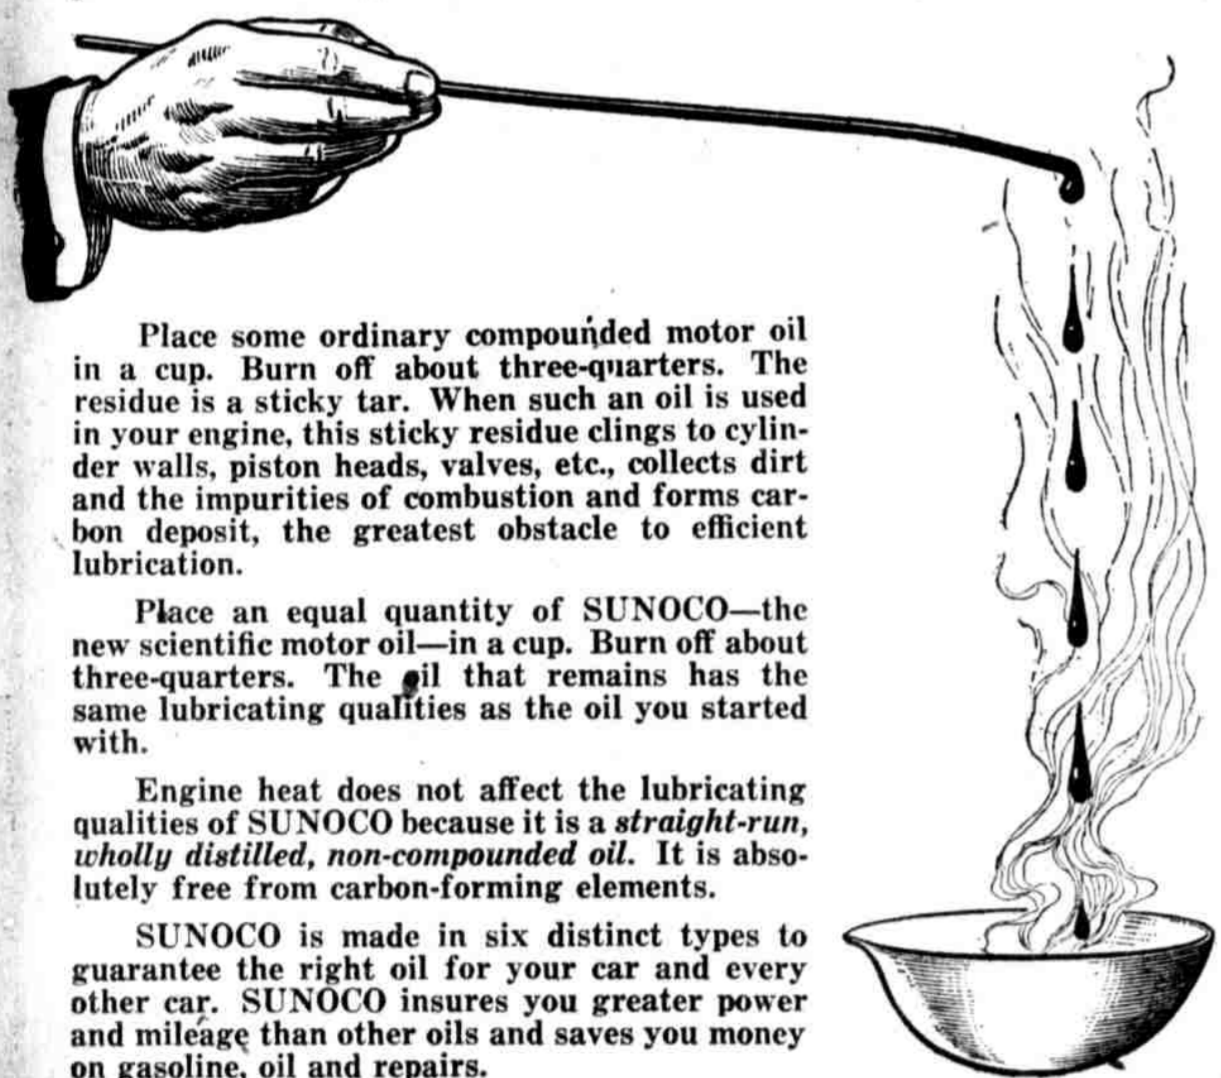 Place some ordinary compounded motor oil
in a cup. Burn off about three-quarters. The
residue is a sticky tar. When such an oil is used
in your engine, this sticky residue clings to cylin-
der walls, piston heads, valves, etc., collects dirt
and the impurities of combustion and forms car-
bon deposit, the greatest obstacle to efficient
lubrication.
Place an equal quantity of SUNOCO—the
new scientific motor oil—in a cup. Burn off about
three-quarters. The oil that remains has the
same lubricating qualities as the oil you started
with.
Engine heat does not affect the lubricating
qualities of SUNOCO because it is a straight-run,
wholly distilled, non-compounded oil. It is abso-
lutely free from carbon-forming elements.
SUNOCO is made in six distinct types to
guarantee the right oil for your car and every
other car. SUNOCO insures you greater power
and mileage than other oils and saves you money
on gasoline, oil and repairs.